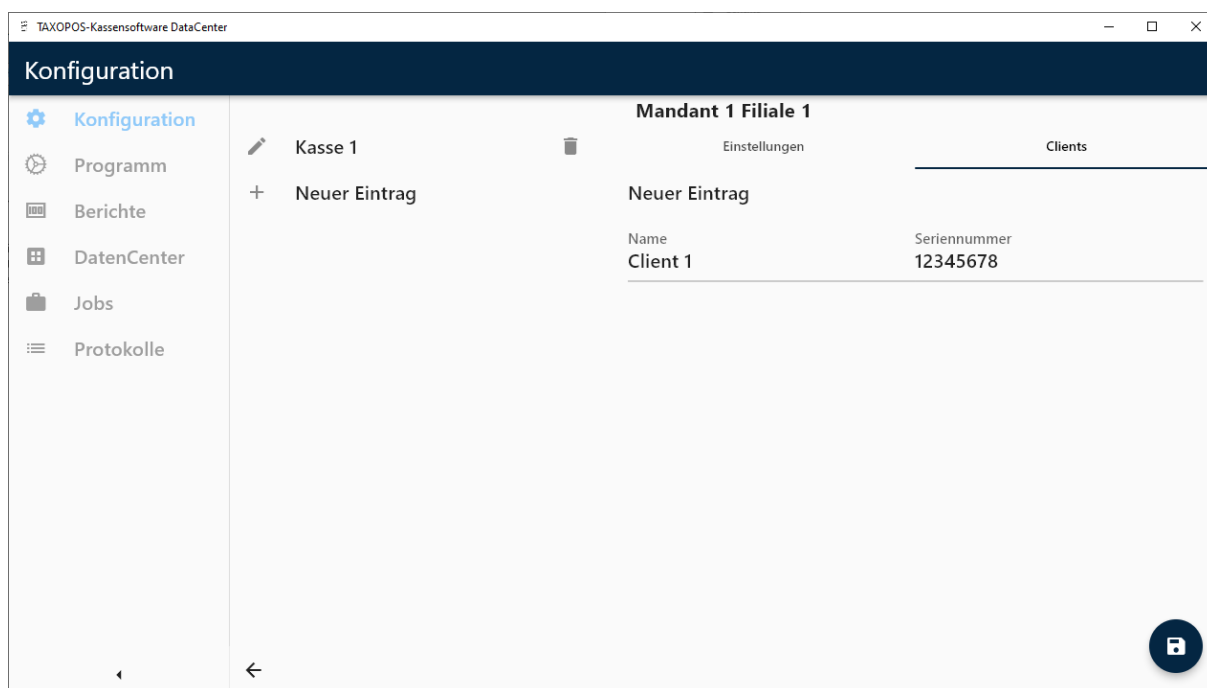 TAXOPOS-Kassensoftware DataCenter
Konfiguration
Konfiguration
Programm
Berichte
DatenCenter
Jobs
Protokolle
Kasse 1
Neuer Eintrag
Mandant 1 Filiale 1
Einstellungen
Clients
Neuer Eintrag
Name
Client 1
Seriennummer
12345678